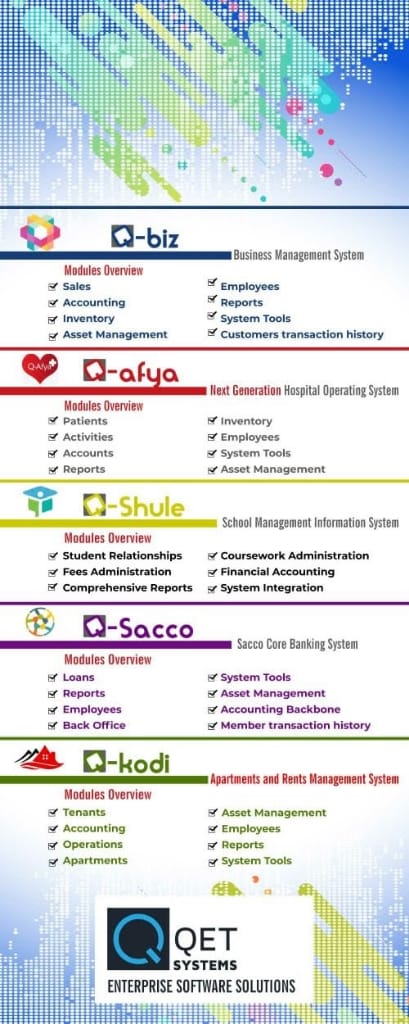 Q-biz
Business Management System
Modules Overview
Sales
Accounting
Inventory
Asset Management
Employees
Reports
System Tools
Customers transaction history
Q-Afya
Q-afya
Next Generation Hospital Operating System
Modules Overview
Patients
Activities
Accounts
Reports
Inventory
Employees
System Tools
Asset Management
Q-Shule
School Management Information System
Modules Overview
Student Relationships
Fees Administration
Comprehensive Reports
Coursework Administration
Financial Accounting
System Integration
Q-Sacco
Sacco Core Banking System
Modules Overview
Loans
Reports
Employees
Back Office
System Tools
Asset Management
Accounting Backbone
Member transaction history
Q-kodi
Apartments and Rents Management System
Modules Overview
Tenants
Accounting
Operations
Apartments
Asset Management
Employees
Reports
System Tools
QET
SYSTEMS
ENTERPRISE SOFTWARE SOLUTIONS